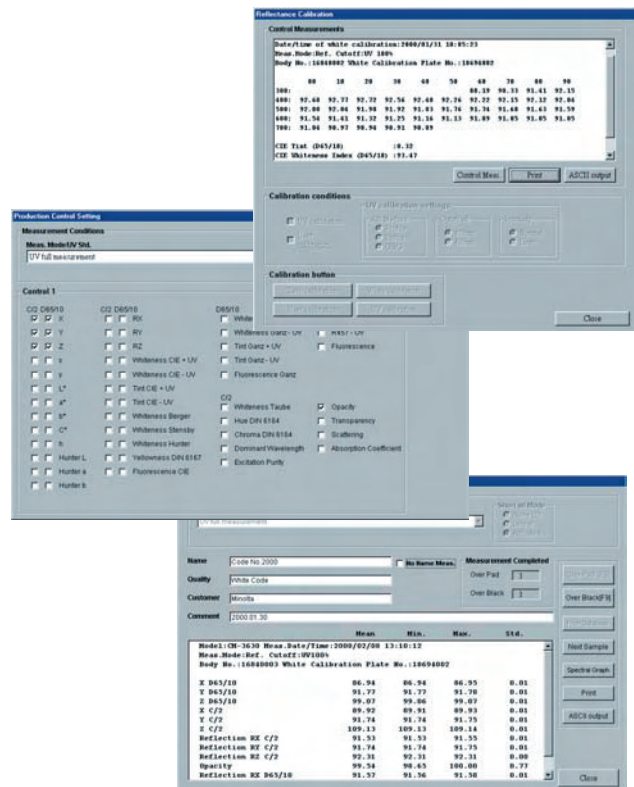 Reflectance Calibration
Control Measurements
Date/time of white calibration:2000/01/31 18:05:23
Meas.Mode:Ref. Cutoff:UV 100%
Body No.:16840002 White Calibration Plate No.:18694002
00 10 20 30 40 50 60 70 80 90
300: 88.19 90.33 91.41 92.15
400: 92.60 92.77 92.72 92.56 92.40 92.26 92.22 92.15 92.12 92.04
500: 92.00 92.04 91.98 91.92 91.83 91.76 91.34 91.48 91.63 91.59
600: 91.54 91.41 91.32 91.25 91.16 91.13 91.09 91.05 91.05 91.05
700: 91.04 90.97 90.94 90.91 90.89
CIE Tint (D65/10) :0.32
CIE Whiteness Index (D65/10) :93.47
Control Meas. Print ASCII output
Calibration conditions
UV calibration settings
Calibration button
Close
Production Control Setting
Measurement Conditions
Meas. Mode:UV Std.
UV full measurement
Control 1
C/2 D65/10 C/2 D65/10 D65/10
X RX
Y RY Whiteness Ganz - UV R457 - UV
Z RZ Tint Ganz + UV Fluorescence
x Whiteness CIE + UV Tint Ganz - UV
y Whiteness CIE - UV Fluorescence Ganz
L* Tint CIE + UV
a* Tint CIE - UV C/2
b* Whiteness Berger Whiteness Taube Opacity
C* Whiteness Stensby Hue DIN 6164 Transparency
h Whiteness Hunter Chroma DIN 6164 Scattering
Hunter L Yellowness DIN 6167 Dominant Wavelength Absorption Coefficient
Hunter a Fluorescence CIE Excitation Purity
Hunter b
UV full measurement
Name Code No.2000 No Name Meas. Measurement Completed
Over Pad 3
Quality White Code
Over Black 3 Over Black[F9]
Customer Minolta
Comment 2000.01.30
Next Sample
Spectral Graph
Print
ASCII output
Close
Mean Min. Max. Std.
Model:CM-3630 Meas.Date/Time:2000/02/08 13:10:12
Meas.Mode:Ref. Cutoff:UV100%
Body No.:16840003 White Calibration Plate No.:18694002
X D65/10 86.94 86.94 86.95 0.01
Y D65/10 91.77 91.77 91.78 0.01
Z D65/10 99.07 99.06 99.07 0.01
X C/2 89.92 89.91 89.93 0.01
Y C/2 91.74 91.74 91.75 0.01
Z C/2 109.13 109.13 109.14 0.01
Reflection RX C/2 91.53 91.53 91.55 0.01
Reflection RY C/2 91.74 91.74 91.75 0.01
Reflection RZ C/2 92.31 92.31 92.31 0.00
Opacity 99.54 98.65 100.00 0.77
Reflection RX D65/10 91.57 91.56 91.58 0.01